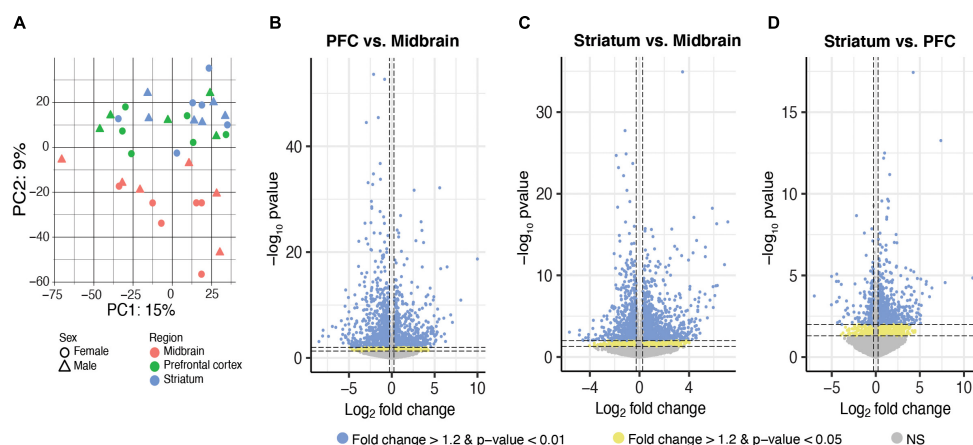 A
B
C
D
PFC vs. Midbrain
Striatum vs. Midbrain
Striatum vs. PFC
PC2: 9%
20
0
−20
−40
−60
−75
−50
−25
0
25
PC1: 15%
Sex
Female
Male
Region
Midbrain
Prefrontal cortex
Striatum
−log10 pvalue
40
20
0
−5
0
5
10
Log2 fold change
−log10 pvalue
30
20
10
0
−4
0
4
Log2 fold change
−log10 pvalue
15
10
5
0
−5
0
5
10
Log2 fold change
Fold change > 1.2 & p−value < 0.01
Fold change > 1.2 & p−value < 0.05
NS